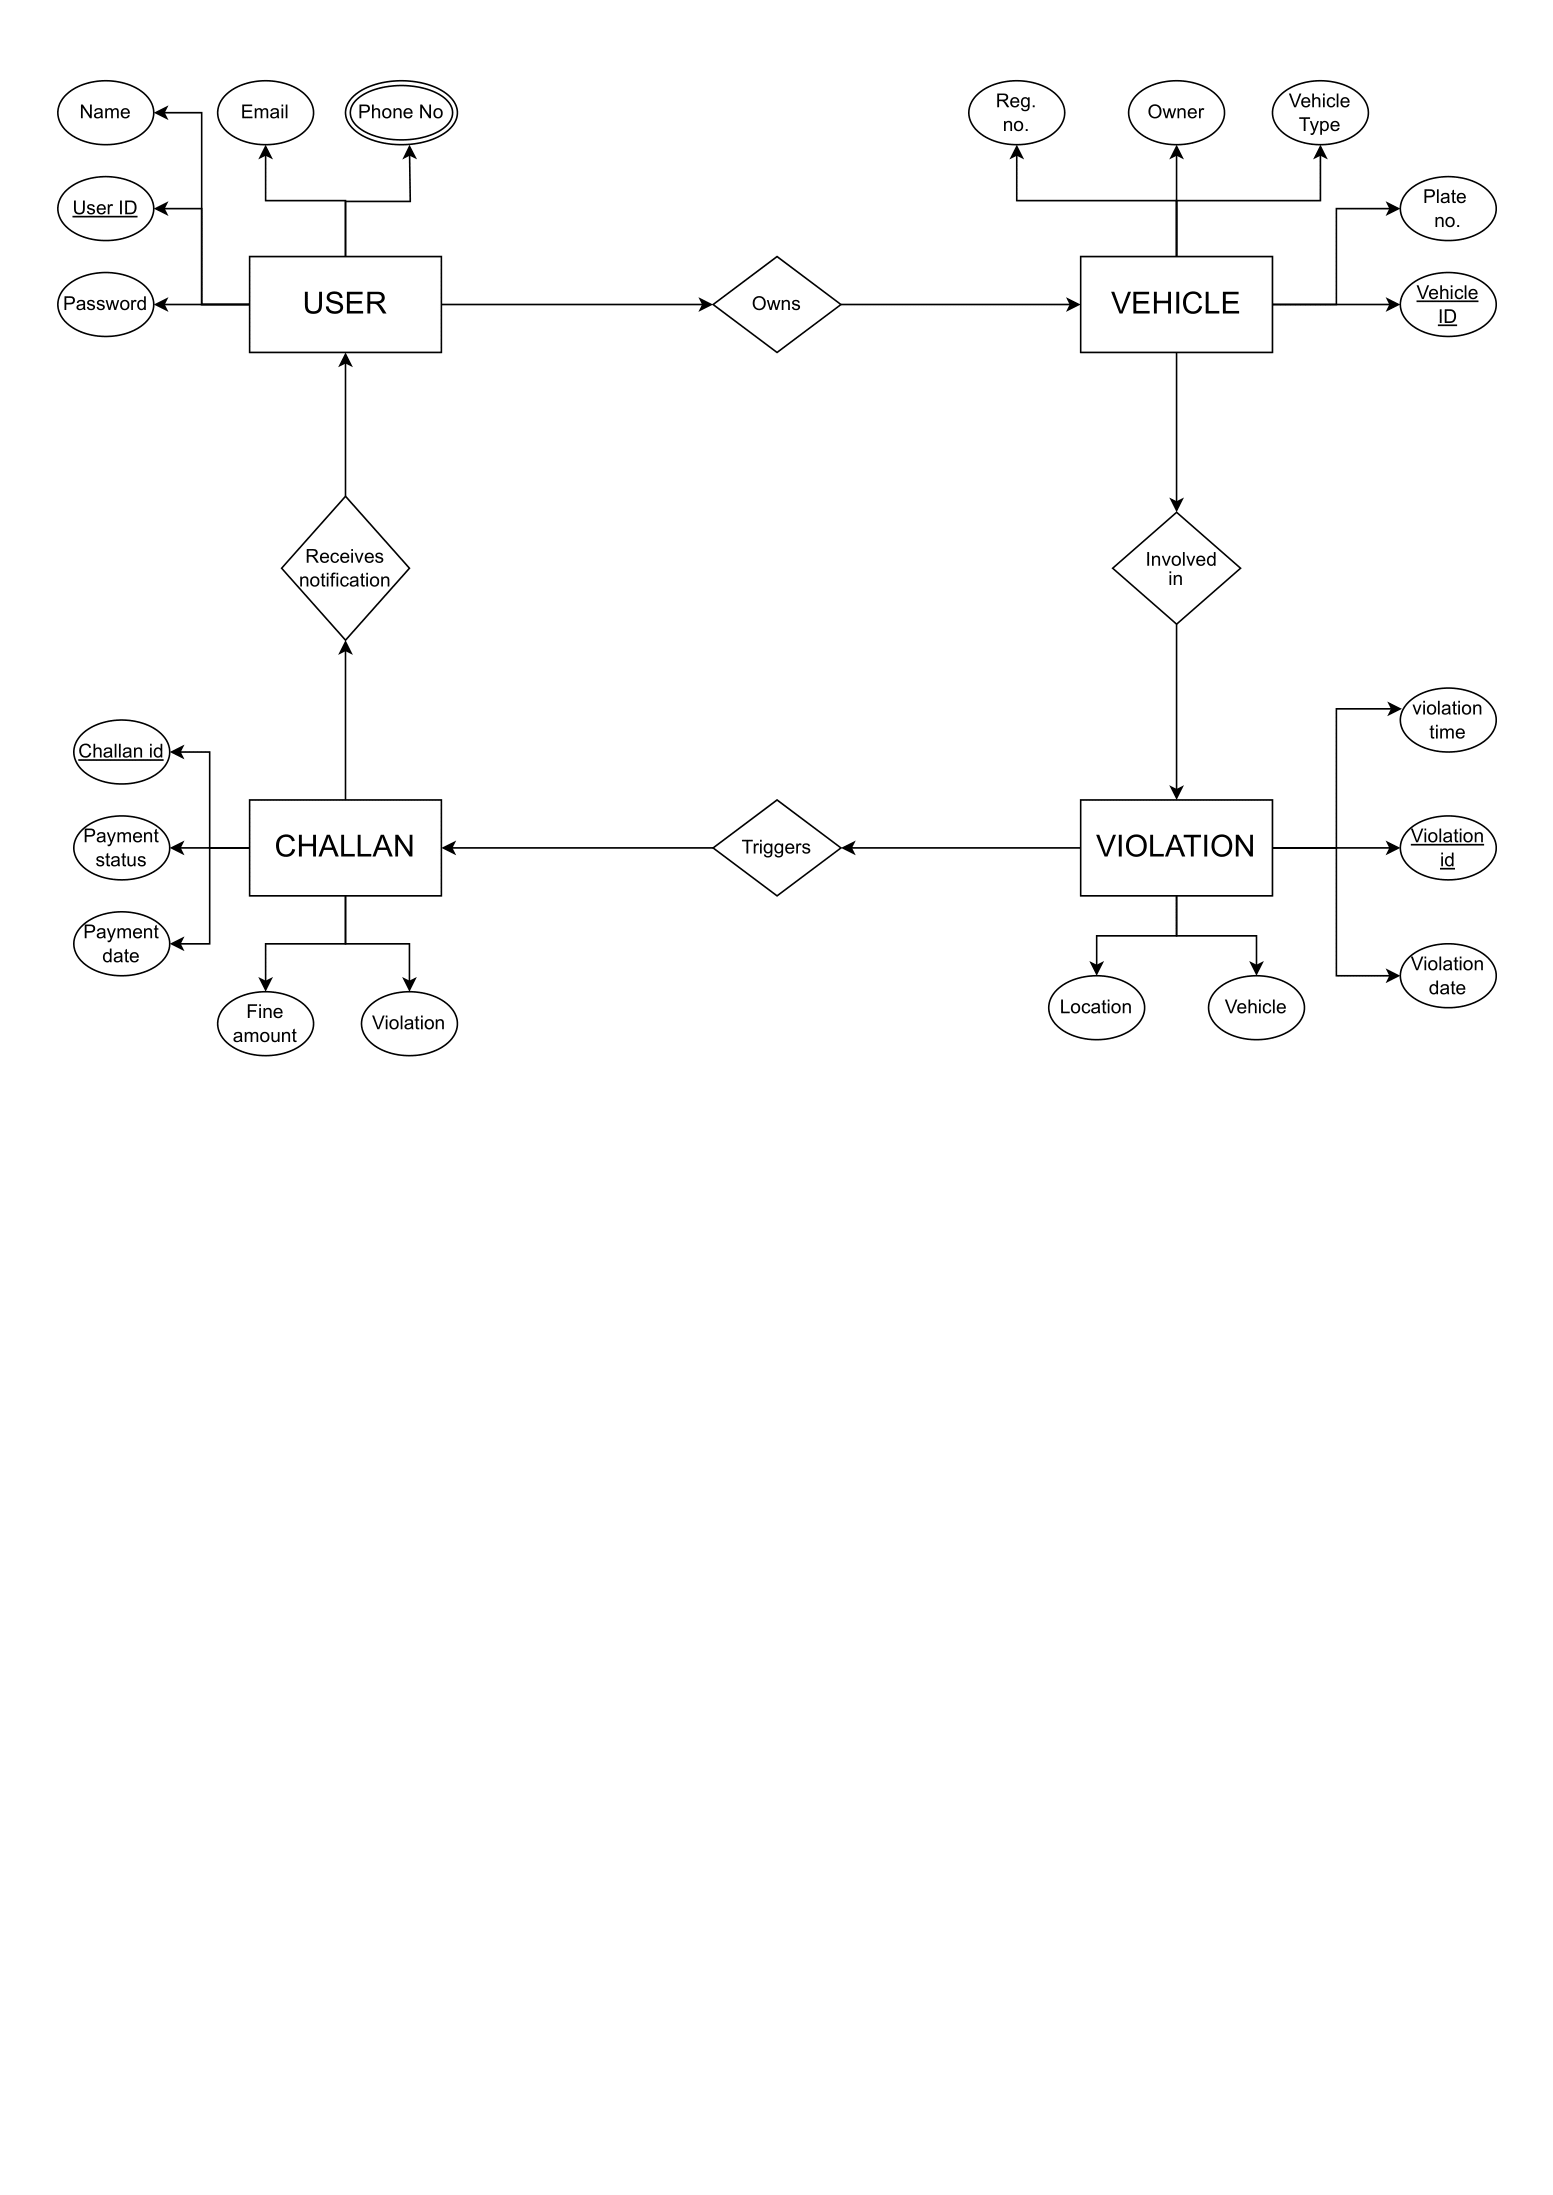 Name
Email
Phone No
Reg.
no.
Owner
Vehicle
Type
User ID
Plate
no.
Password
USER
Owns
VEHICLE
Vehicle
ID
Receives
notification
Involved
in
violation
time
Challan id
Payment
status
CHALLAN
Triggers
VIOLATION
Violation
id
Payment
date
Violation
date
Fine
amount
Violation
Location
Vehicle